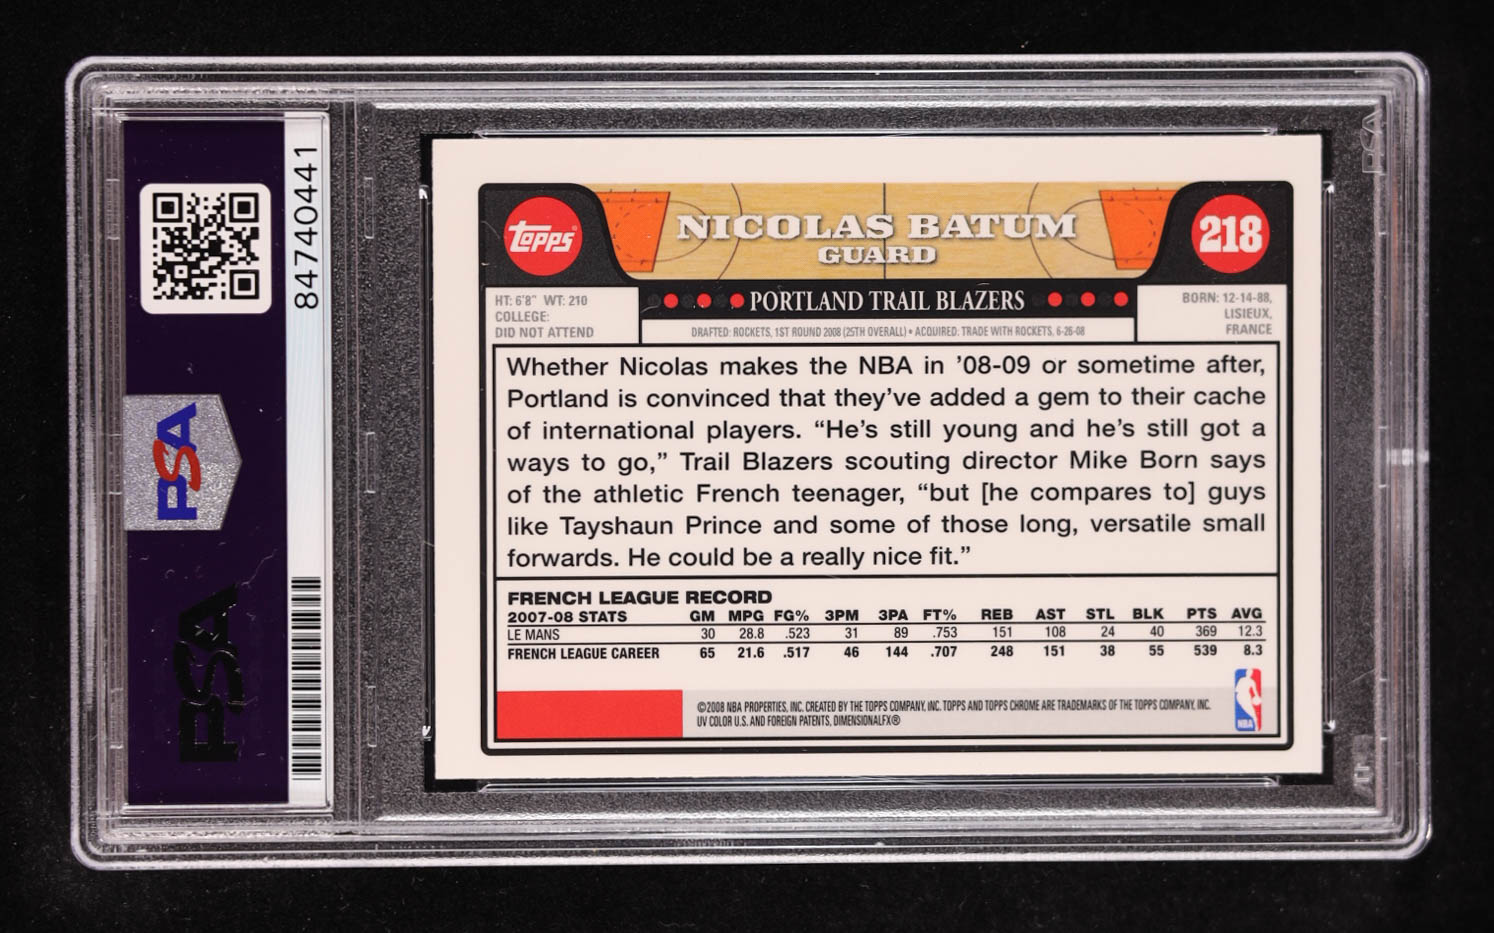 84740441
PSA
PSA
PSA
Topps
NICOLAS BATUM
GUARD
218
HT: 6'8" WT: 210
COLLEGE:
DID NOT ATTEND
PORTLAND TRAIL BLAZERS
DRAFTED: ROCKETS, 1ST ROUND 2008 (25TH OVERALL) • ACQUIRED: TRADE WITH ROCKETS, 6-26-08
BORN: 12-14-88,
LISIEUX,
FRANCE
Whether Nicolas makes the NBA in '08-09 or sometime after,
Portland is convinced that they've added a gem to their cache
of international players. “He's still young and he's still got a
ways to go,” Trail Blazers scouting director Mike Born says
of the athletic French teenager, “but [he compares to] guys
like Tayshaun Prince and some of those long, versatile small
forwards. He could be a really nice fit.”
FRENCH LEAGUE RECORD
2007-08 STATS GM MPG FG% 3PM 3PA FT% REB AST STL BLK PTS AVG
LE MANS 30 28.8 .523 31 89 .753 151 108 24 40 369 12.3
FRENCH LEAGUE CAREER 65 21.6 .517 46 144 .707 248 151 38 55 539 8.3
©2008 NBA PROPERTIES, INC. CREATED BY THE TOPPS COMPANY, INC. TOPPS AND TOPPS CHROME ARE TRADEMARKS OF THE TOPPS COMPANY, INC.
UV COLOR U.S. AND FOREIGN PATENTS, DIMENSIONALFX®
NBA